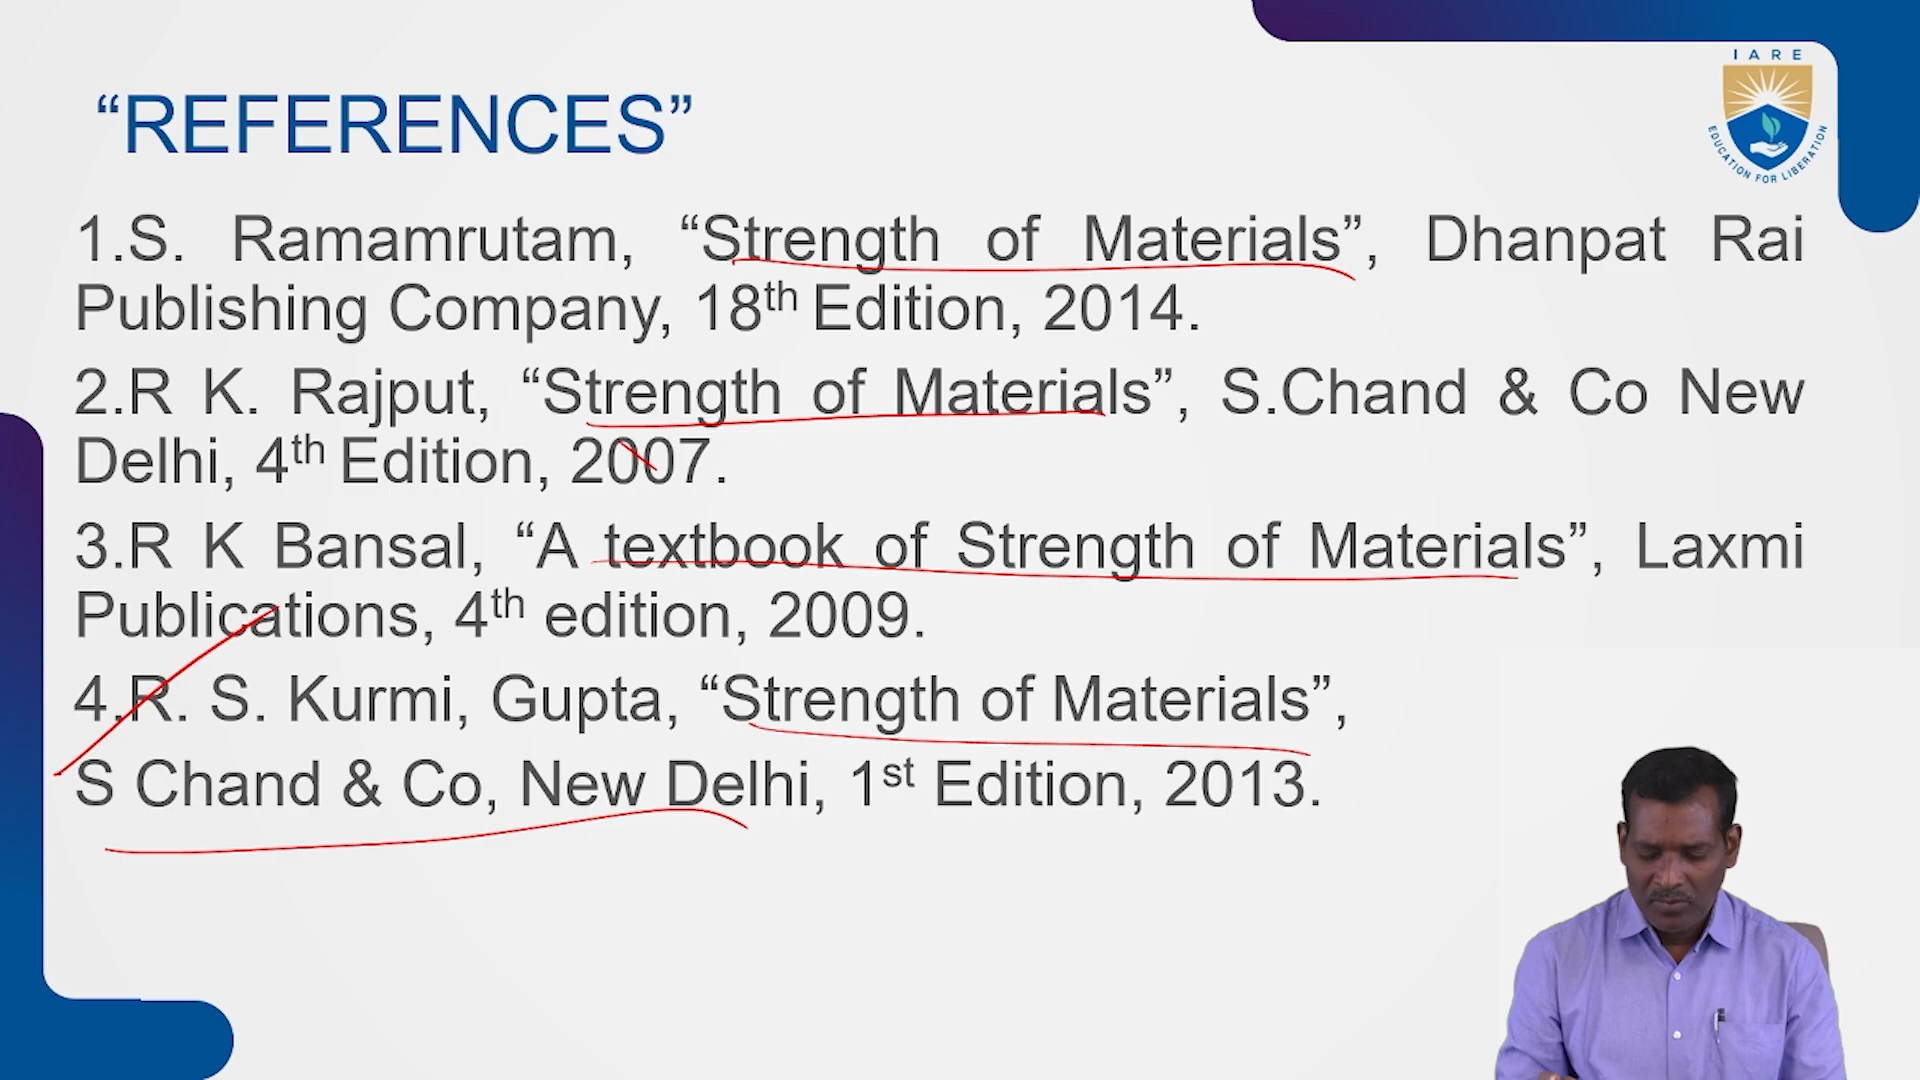 I A R E
EDUCATION FOR LIBERATION
“REFERENCES”
1.S. Ramamrutam, “Strength of Materials”, Dhanpat Rai
Publishing Company, 18th Edition, 2014.
2.R K. Rajput, “Strength of Materials”, S.Chand & Co New
Delhi, 4th Edition, 2007.
3.R K Bansal, “A textbook of Strength of Materials”, Laxmi
Publications, 4th edition, 2009.
4.R. S. Kurmi, Gupta, “Strength of Materials”,
S Chand & Co, New Delhi, 1st Edition, 2013.